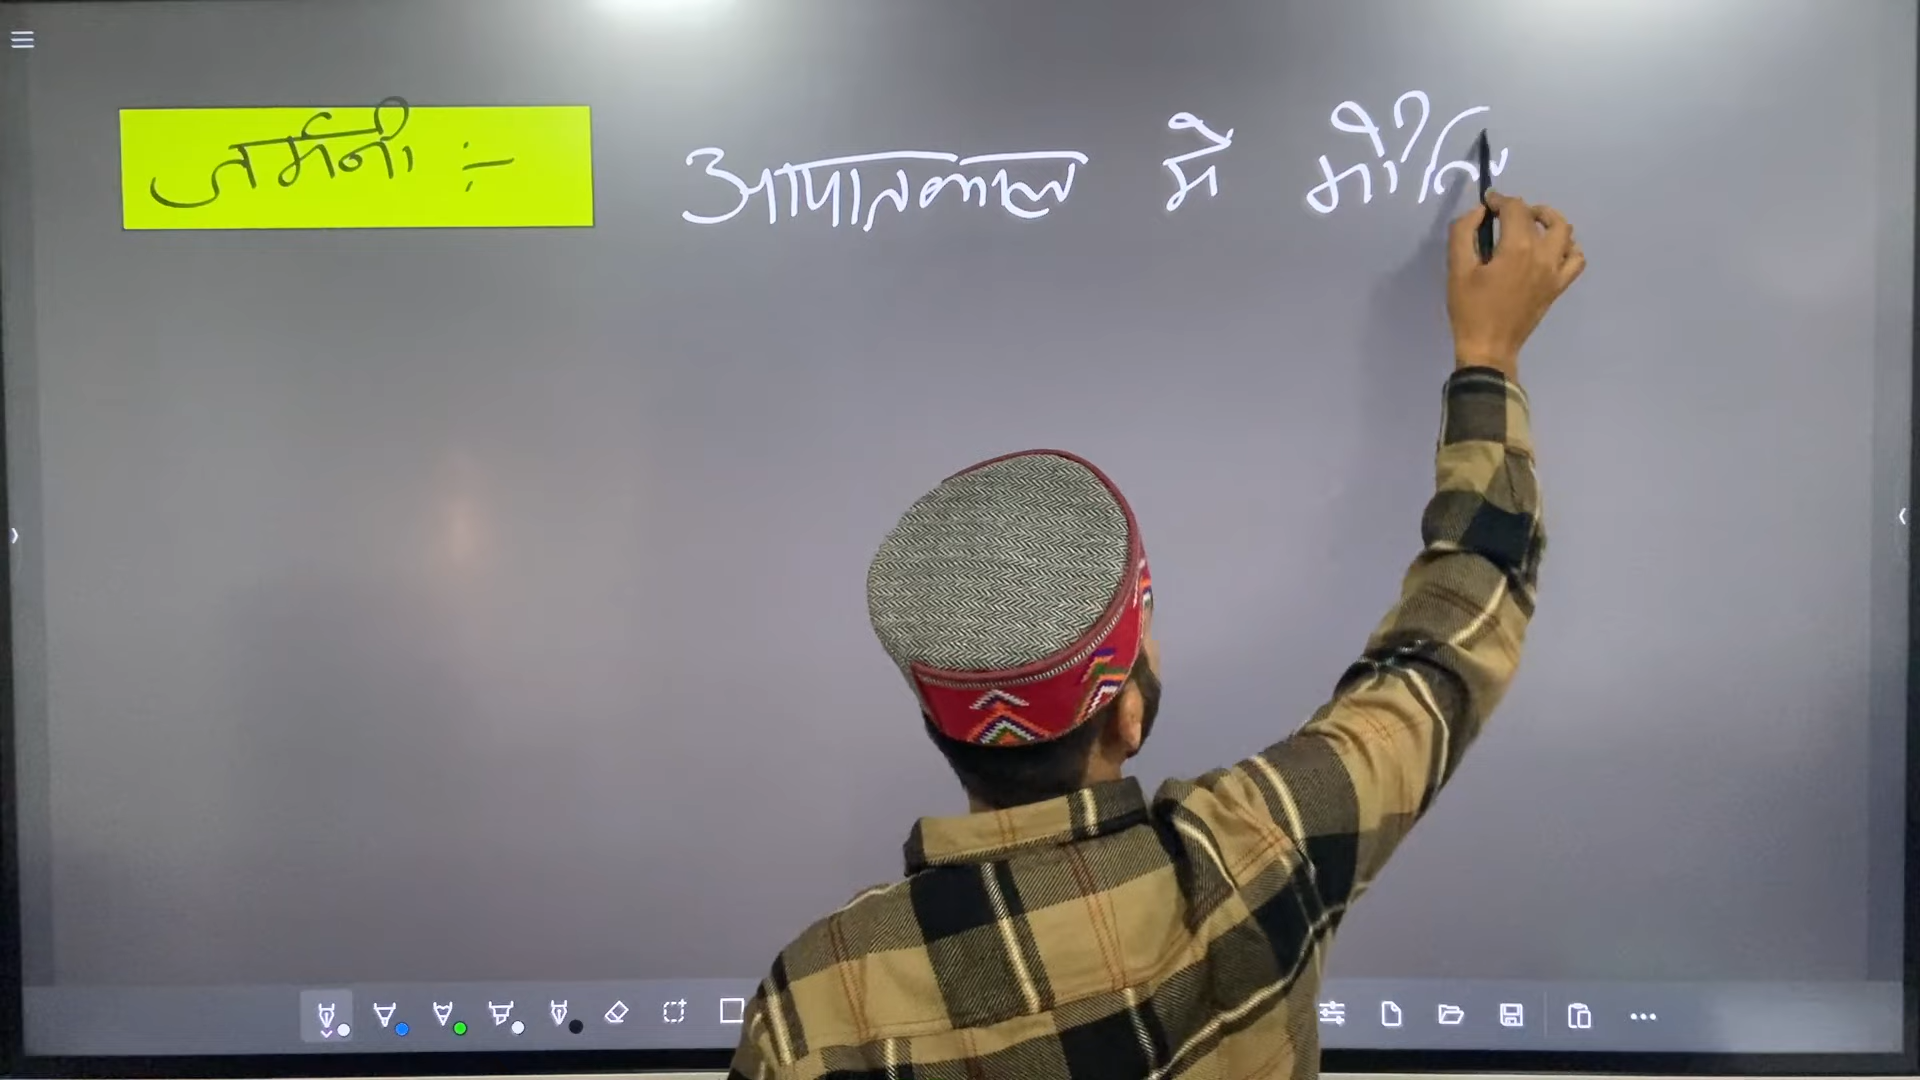 जर्मनी :- आपातकाल में